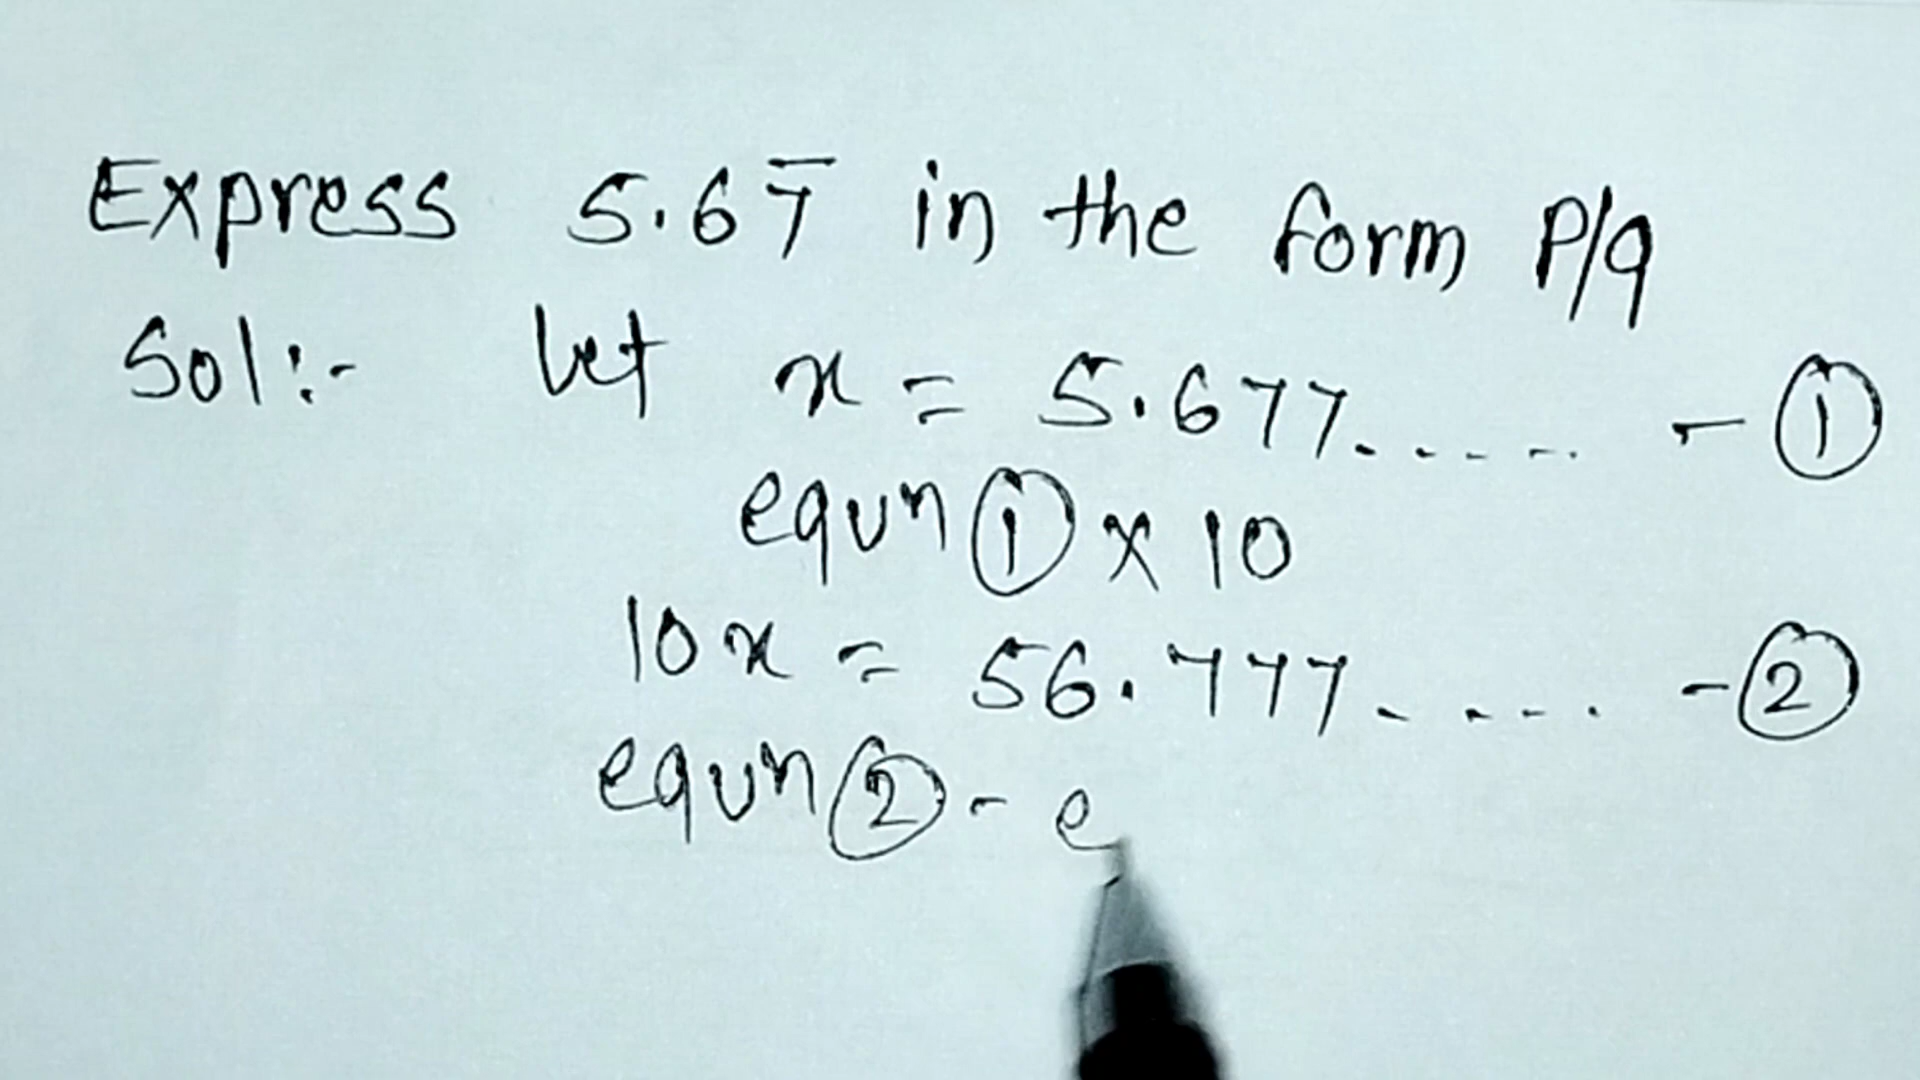 Express 5.67̅ in the form P/q
Sol:- Let x = 5.677..... - ①
equn ① × 10
10x = 56.777..... - ②
equn ② - e